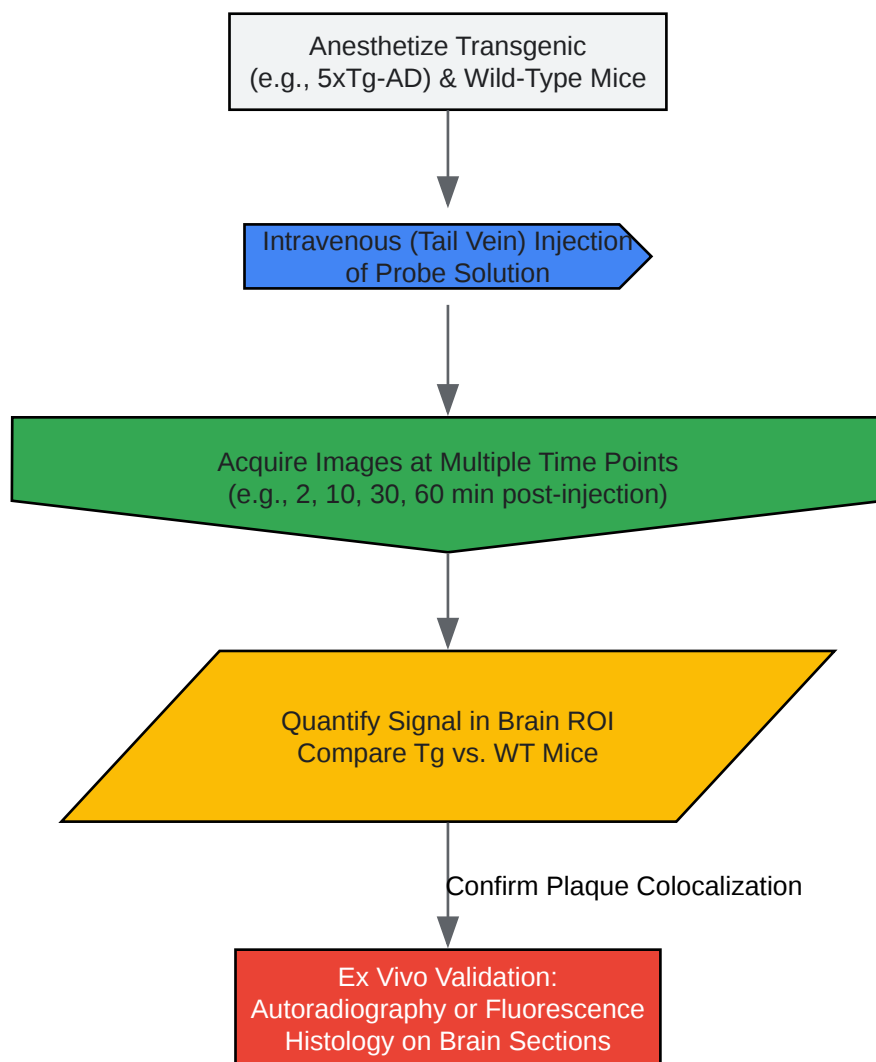 Anesthetize Transgenic
(e.g., 5xTg-AD) & Wild-Type Mice
Intravenous (Tail Vein) Injection
of Probe Solution
Acquire Images at Multiple Time Points
(e.g., 2, 10, 30, 60 min post-injection)
Quantify Signal in Brain ROI
Compare Tg vs. WT Mice
Confirm Plaque Colocalization
Ex Vivo Validation:
Autoradiography or Fluorescence
Histology on Brain Sections